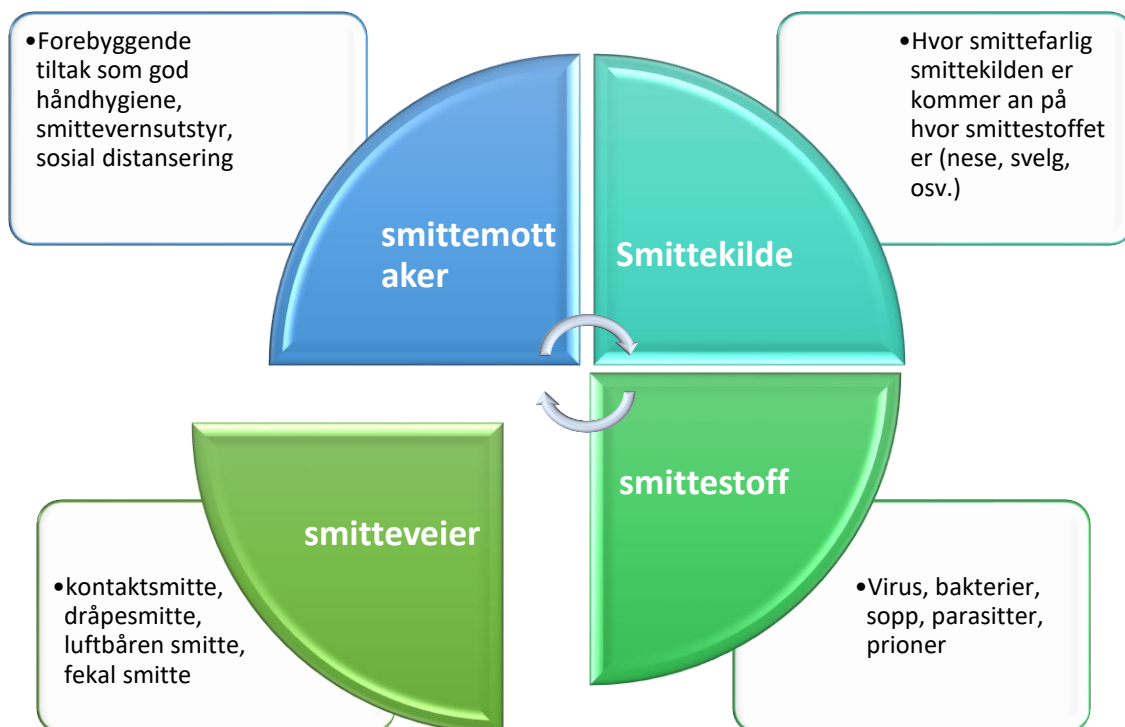 •Forebyggende
tiltak som god
håndhygiene,
smittevernsutstyr,
sosial distansering
•Hvor smittefarlig
smittekilden er
kommer an på
hvor smittestoffet
er (nese, svelg,
osv.)
smittemott
aker
Smittekilde
smitteveier
smittestoff
•kontaktsmitte,
dråpesmitte,
luftbåren smitte,
fekal smitte
•Virus, bakterier,
sopp, parasitter,
prioner